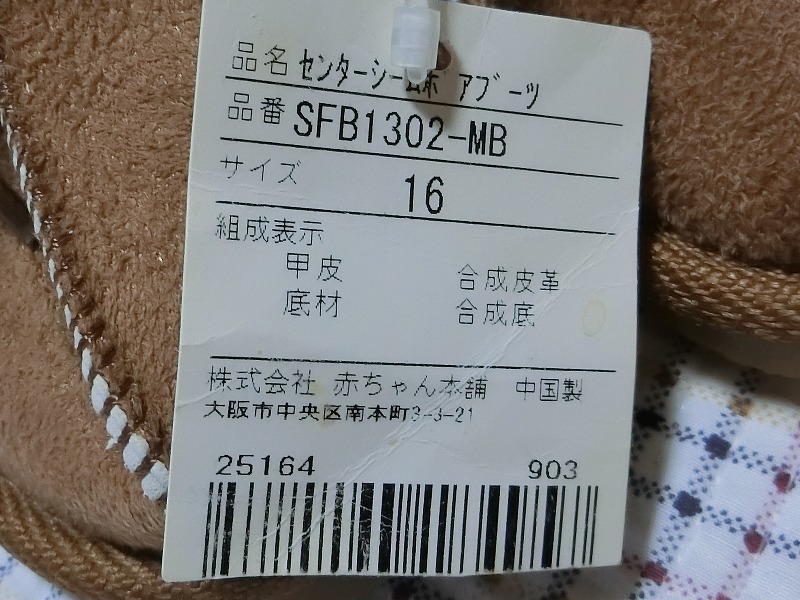 品名 センターシームボアブーツ
品番 SFB1302-MB
サイズ 16
組成表示
甲皮 合成皮革
底材 合成底
株式会社 赤ちゃん本舗 中国製
大阪市中央区南本町3-3-21
25164 903